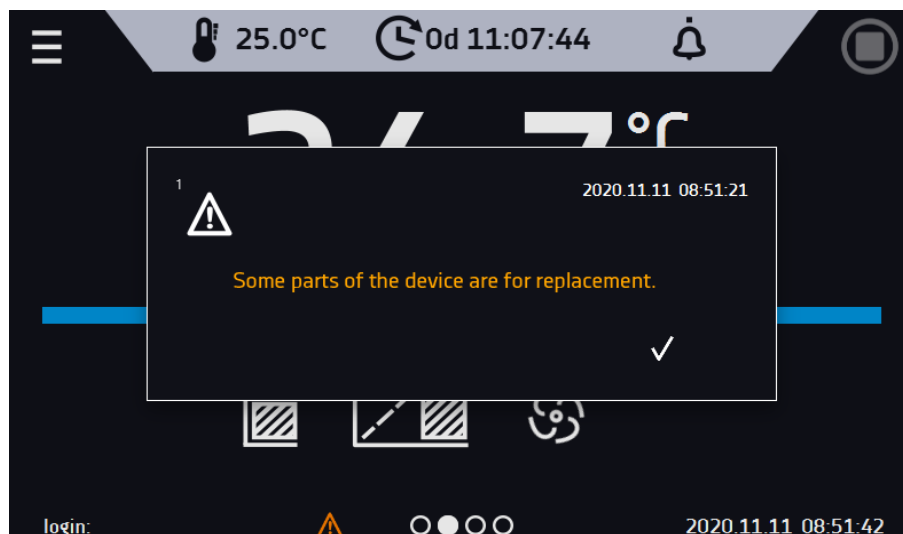 25.0°C
0d 11:07:44
°C
1
2020.11.11 08:51:21
Some parts of the device are for replacement.
login:
2020.11.11 08:51:42